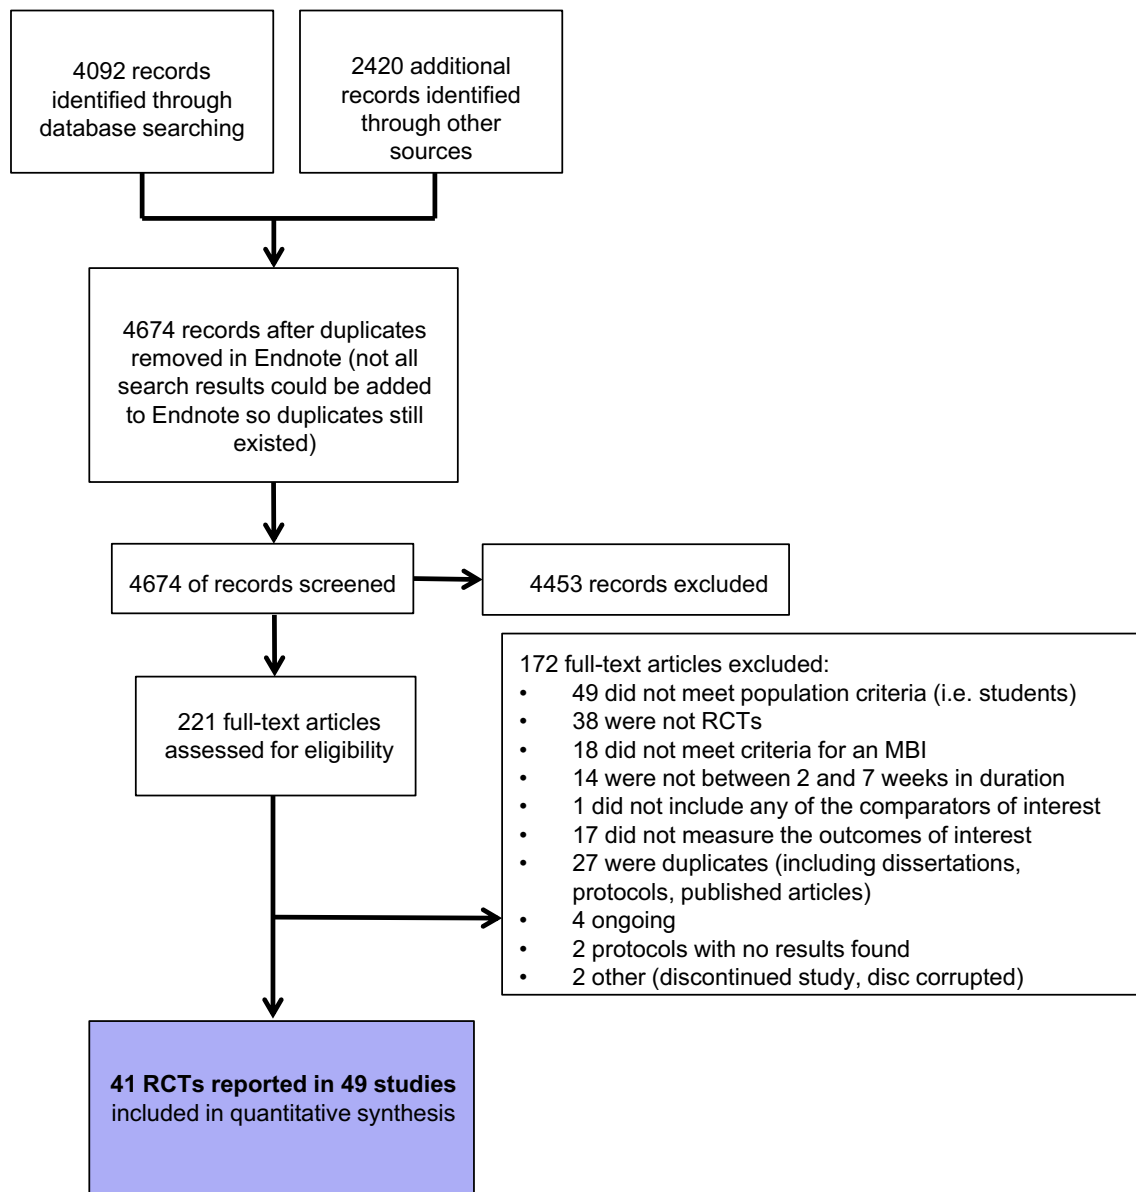 4092 records
identified through
database searching
2420 additional
records identified
through other
sources
4674 records after duplicates
removed in Endnote (not all
search results could be added
to Endnote so duplicates still
existed)
4674 of records screened
4453 records excluded
221 full-text articles
assessed for eligibility
172 full-text articles excluded:
• 49 did not meet population criteria (i.e. students)
• 38 were not RCTs
• 18 did not meet criteria for an MBI
• 14 were not between 2 and 7 weeks in duration
• 1 did not include any of the comparators of interest
• 17 did not measure the outcomes of interest
• 27 were duplicates (including dissertations,
protocols, published articles)
• 4 ongoing
• 2 protocols with no results found
• 2 other (discontinued study, disc corrupted)
41 RCTs reported in 49 studies
included in quantitative synthesis